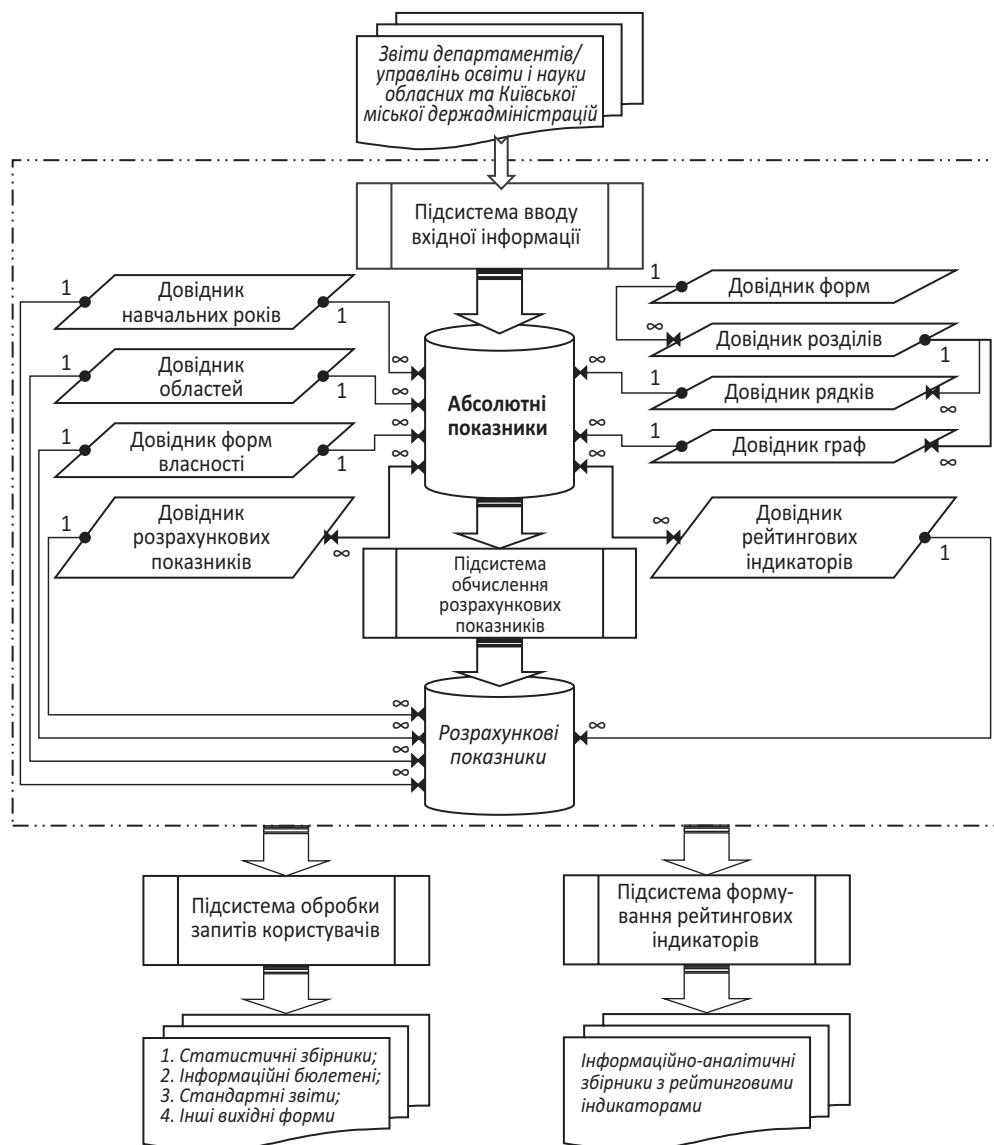 Звіти департаментів/
управлінь освіти і науки
обласних та Київської
міської держадміністрацій
Підсистема вводу
вхідної інформації
1
Довідник
навчальних років
1
1
Довідник
областей
1
1
Довідник форм
власності
1
1
Довідник
розрахункових
показників
∞
∞
∞
∞
∞
Абсолютні
показники
∞
∞
∞
1
Довідник форм
∞
Довідник розділів
1
1
Довідник рядків
∞
1
Довідник граф
∞
∞
Довідник
рейтингових
індикаторів
1
Підсистема
обчислення
розрахункових
показників
∞
∞
∞
∞
Розрахункові
показники
∞
Підсистема обробки
запитів користувачів
Підсистема форму-
вання рейтингових
індикаторів
1. Статистичні збірники;
2. Інформаційні бюлетені;
3. Стандартні звіти;
4. Інші вихідні форми
Інформаційно-аналітичні
збірники з рейтинговими
індикаторами